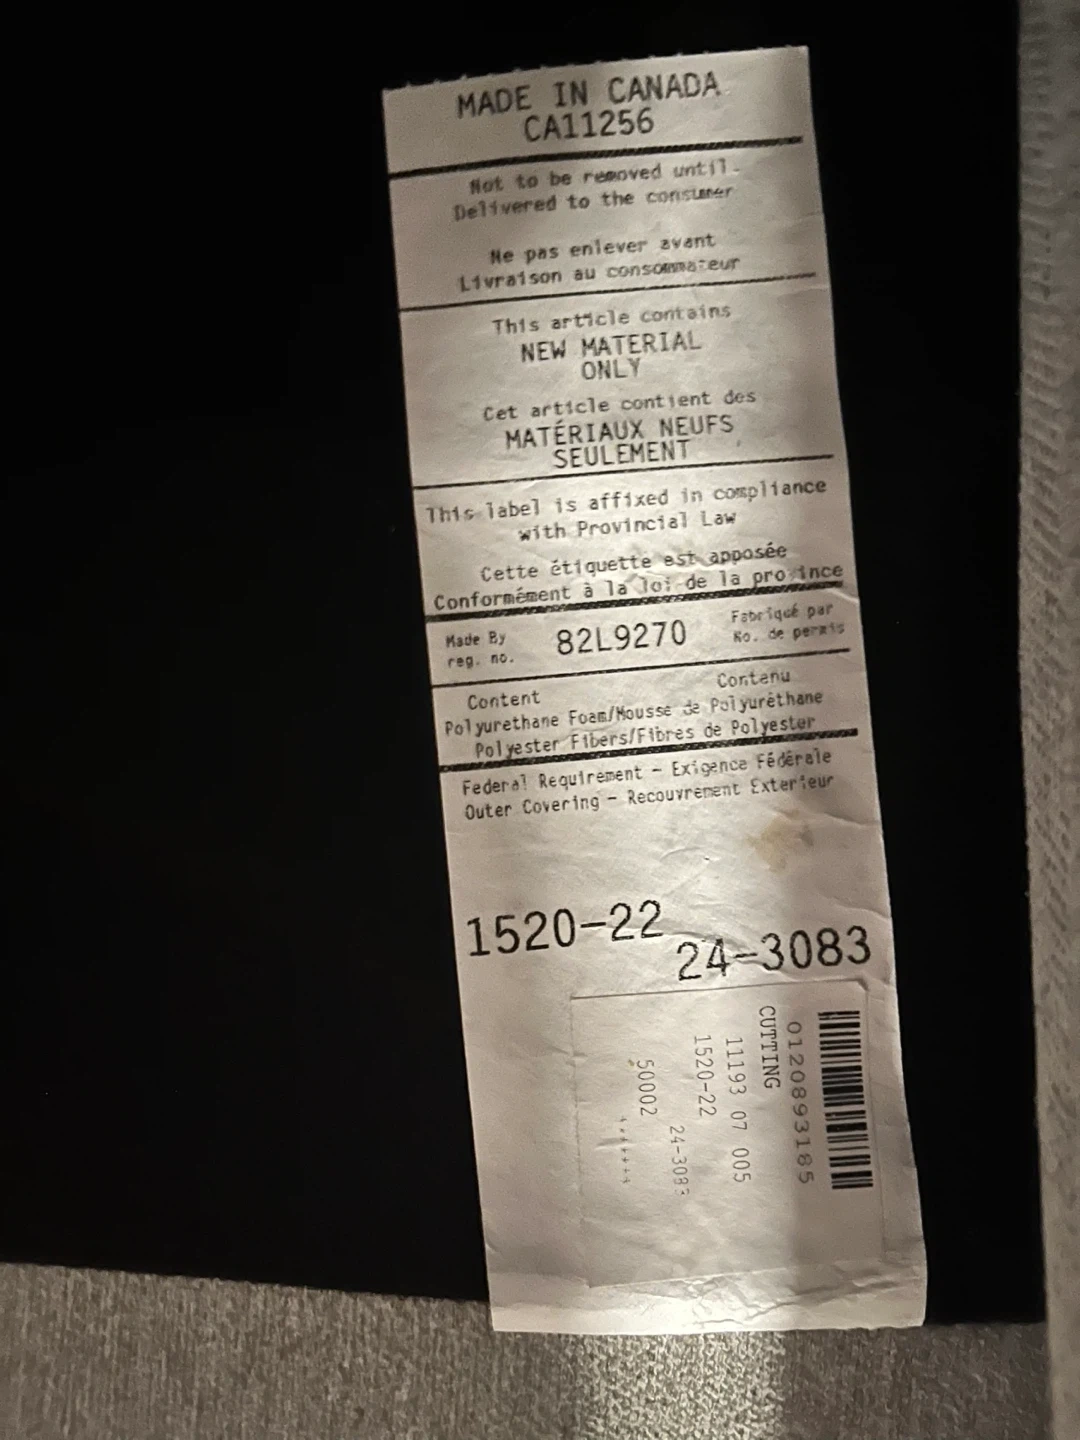 MADE IN CANADA
CA11256
Not to be removed until
Delivered to the consumer
Ne pas enlever avant
Livraison au consommateur
This article contains
NEW MATERIAL
ONLY
Cet article contient des
MATÉRIAUX NEUFS
SEULEMENT
This label is affixed in compliance
with Provincial Law
Cette étiquette est apposée
Conformément à la loi de la province
Made By
reg. no.
82L9270
Fabriqué par
No. de permis
Content
Contenu
Polyurethane Foam/Mousse de Polyuréthane
Polyester Fibers/Fibres de Polyester
Federal Requirement - Exigence Fédérale
Outer Covering - Recouvrement Exterieur
1520-22
24-3083
0120893185
CUTTING
11193 07 005
1520-22
24-3083
50002